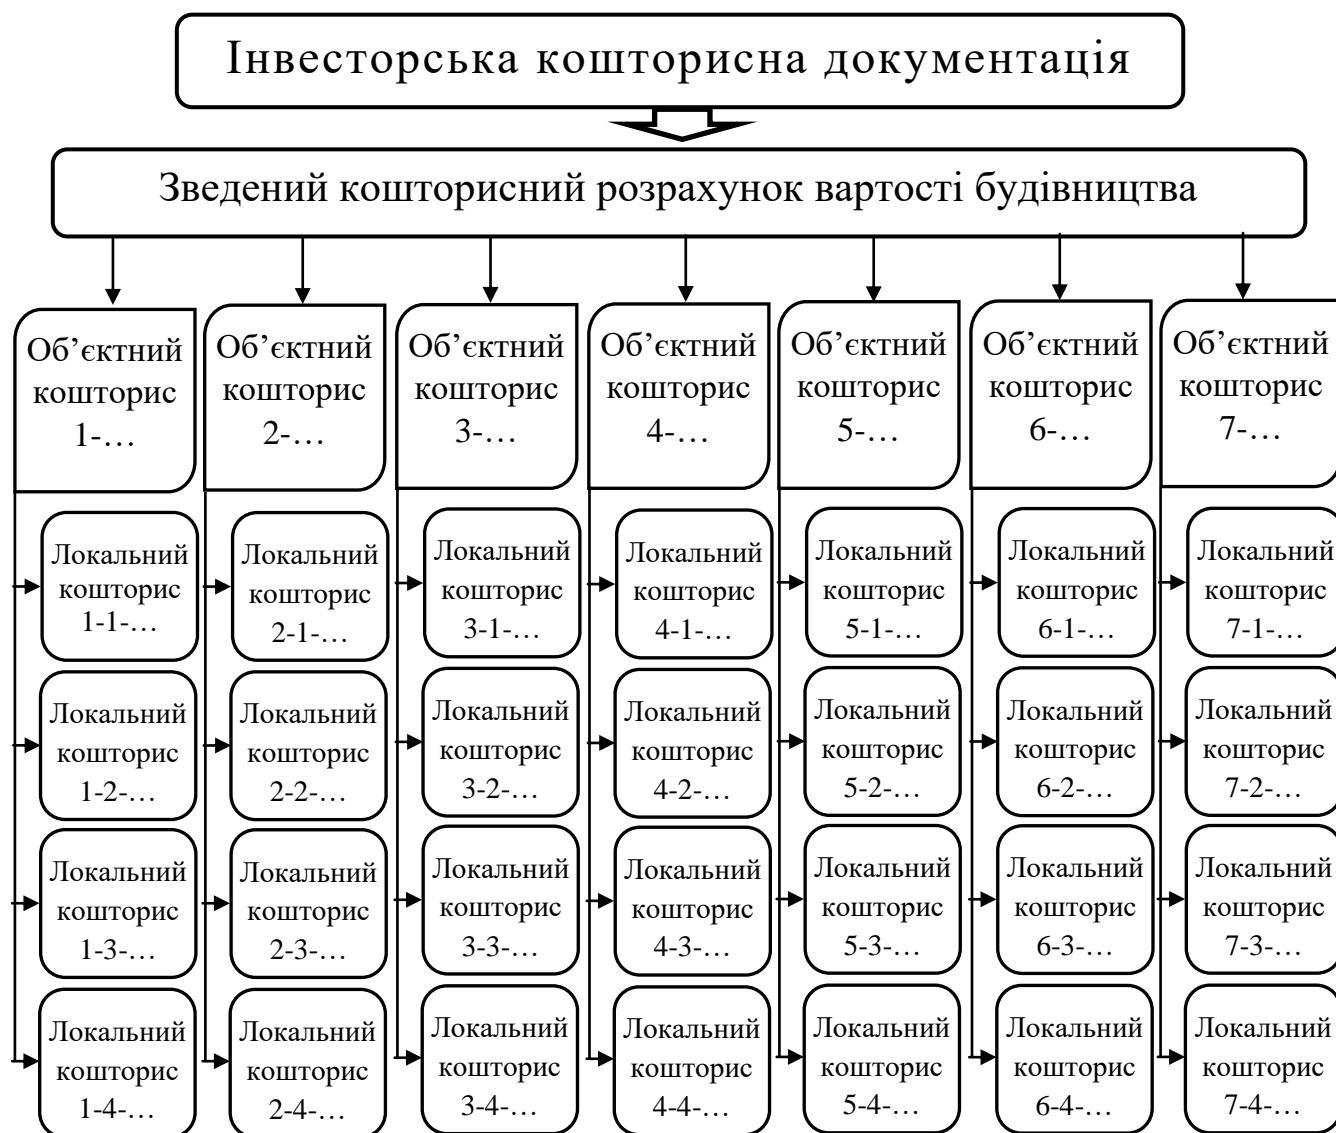 Інвесторська кошторисна документація
Зведений кошторисний розрахунок вартості будівництва
Об’єктний
кошторис
1-…
Об’єктний
кошторис
2-…
Об’єктний
кошторис
3-…
Об’єктний
кошторис
4-…
Об’єктний
кошторис
5-…
Об’єктний
кошторис
6-…
Об’єктний
кошторис
7-…
Локальний
кошторис
1-1-…
Локальний
кошторис
2-1-…
Локальний
кошторис
3-1-…
Локальний
кошторис
4-1-…
Локальний
кошторис
5-1-…
Локальний
кошторис
6-1-…
Локальний
кошторис
7-1-…
Локальний
кошторис
1-2-…
Локальний
кошторис
2-2-…
Локальний
кошторис
3-2-…
Локальний
кошторис
4-2-…
Локальний
кошторис
5-2-…
Локальний
кошторис
6-2-…
Локальний
кошторис
7-2-…
Локальний
кошторис
1-3-…
Локальний
кошторис
2-3-…
Локальний
кошторис
3-3-…
Локальний
кошторис
4-3-…
Локальний
кошторис
5-3-…
Локальний
кошторис
6-3-…
Локальний
кошторис
7-3-…
Локальний
кошторис
1-4-…
Локальний
кошторис
2-4-…
Локальний
кошторис
3-4-…
Локальний
кошторис
4-4-…
Локальний
кошторис
5-4-…
Локальний
кошторис
6-4-…
Локальний
кошторис
7-4-…